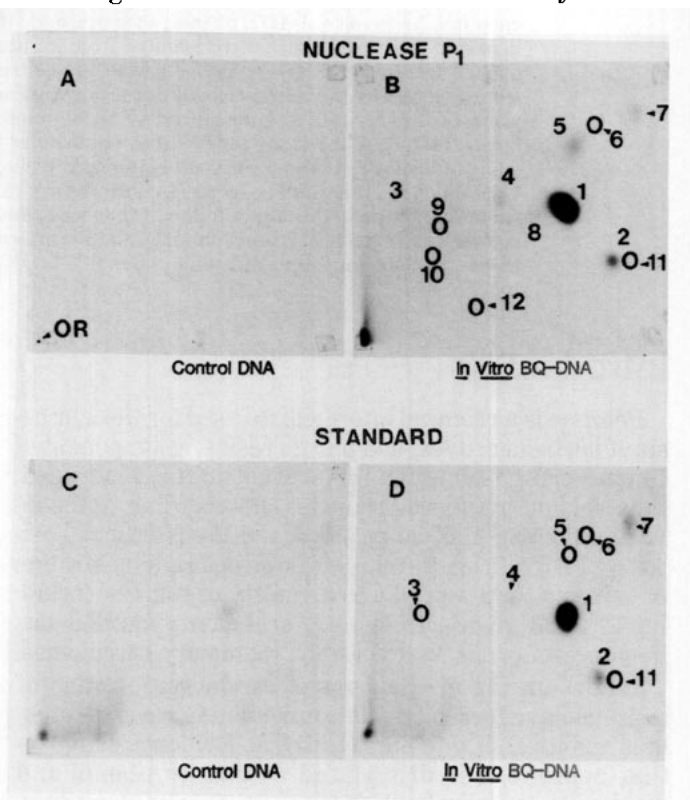 NUCLEASE P1
A
B
7
5
6
3
4
1
9
8
2
11
10
12
OR
Control DNA
In Vitro BQ-DNA
STANDARD
C
D
7
5
6
3
4
1
2
11
Control DNA
In Vitro BQ-DNA